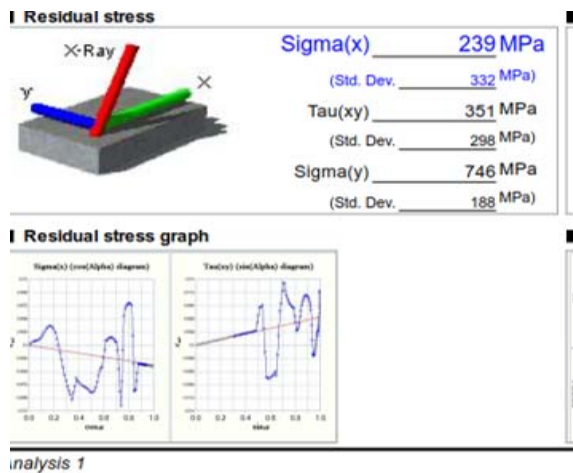 Residual stress
X-Ray
X
y
Sigma(x) 239 MPa
(Std. Dev. 332 MPa)
Tau(xy) 351 MPa
(Std. Dev. 298 MPa)
Sigma(y) 746 MPa
(Std. Dev. 188 MPa)
Residual stress graph
Sigma(x) (cos(Alpha) diagram)
Tau(xy) (sin(Alpha) diagram)
0.0 0.2 0.4 0.6 0.8 1.0
0.0 0.2 0.4 0.6 0.8 1.0
cosα
sinα
nalysis 1